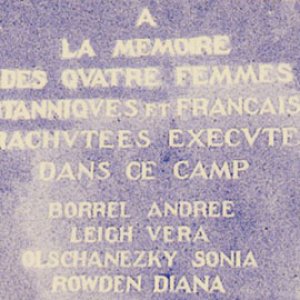 A
LA MEMOIRE
DES QVATRE FEMMES
TANNIQVES ET FRANCAIS
RACHVTEES EXECVTE
DANS CE CAMP
BORREL ANDREE
LEIGH VERA
OLSCHANEZKY SONIA
ROWDEN DIANA